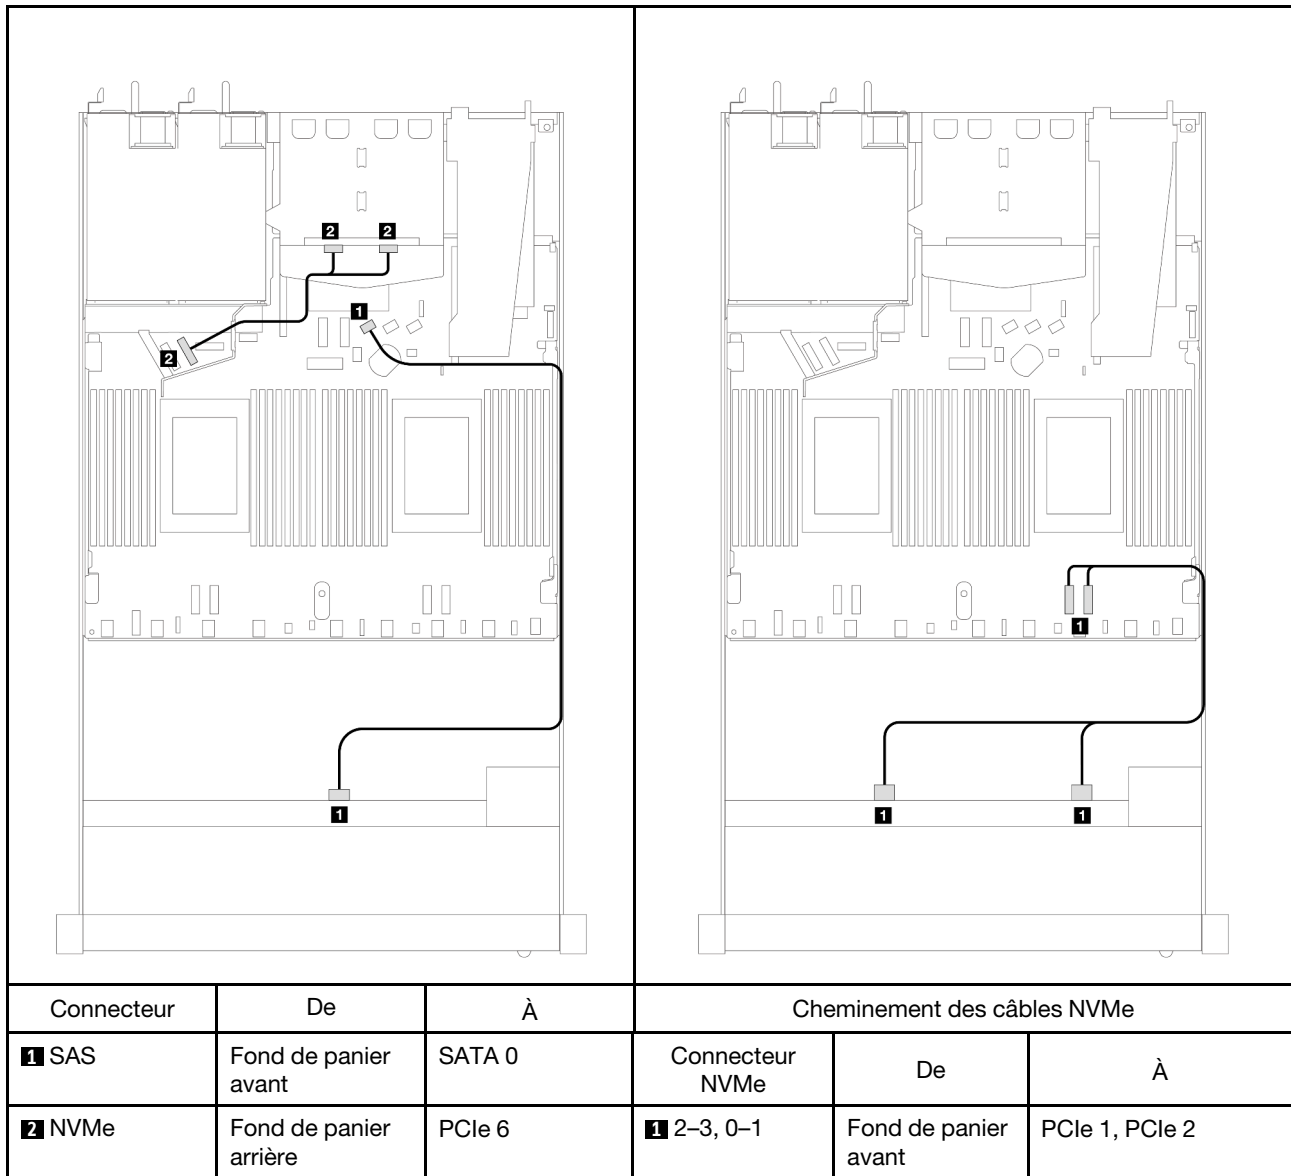 2 2
1
2
1
1
1 1
Connecteur De À Cheminement des câbles NVMe
1 SAS Fond de panier avant SATA 0 Connecteur NVMe De À
2 NVMe Fond de panier arrière PCIe 6 1 2–3, 0–1 Fond de panier avant PCIe 1, PCIe 2